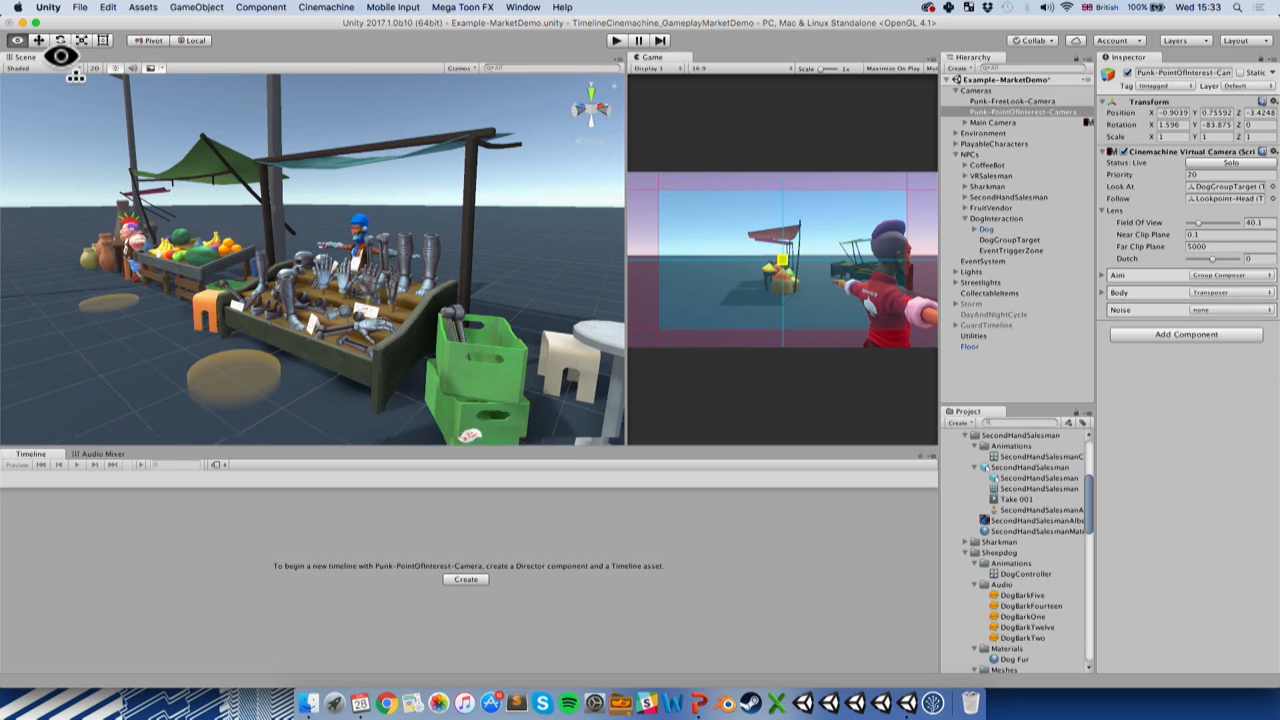 Unity File Edit Assets GameObject Component Cinemachine Mobile Input Mega Toon FX Window Help
British 100% Wed 15:33
Unity 2017.1.0b10 (64bit) - Example-MarketDemo.unity - TimelineCinemachine_GameplayMarketDemo - PC, Mac & Linux Standalone <OpenGL 4.1>
Pivot Local
Collab Account Layers Layout
Scene
Shaded 2D Gizmos All
Game
Display 1 16:9 Scale 1x Maximize On Play Mu
Hierarchy
Create All
Example-MarketDemo*
Cameras
Punk-FreeLook-Camera
Punk-PointOfInterest-Camera
Main Camera
Environment
PlayableCharacters
NPCs
CoffeeBot
VRSalesman
Sharkman
SecondHandSalesman
FruitVendor
DogInteraction
Dog
DogGroupTarget
EventTriggerZone
EventSystem
Lights
Streetlights
CollectableItems
Storm
DayAndNightCycle
GuardTimeline
Utilities
Floor
Inspector
Punk-PointOfInterest-Cam Static
Tag Untagged Layer Default
Transform
Position X -0.9039 Y 0.75592 Z -3.4248
Rotation X 1.596 Y -83.875 Z 0
Scale X 1 Y 1 Z 1
Cinemachine Virtual Camera (Scri
Status: Live Solo
Priority 20
Look At DogGroupTarget (T
Follow Lookpoint-Head (T
Lens
Field Of View 40.1
Near Clip Plane 0.1
Far Clip Plane 5000
Dutch 0
Aim Group Composer
Body Transposer
Noise none
Add Component
Project
Create
SecondHandSalesman
Animations
SecondHandSalesmanC
SecondHandSalesman
SecondHandSalesman
SecondHandSalesman
Take 001
SecondHandSalesmanA
SecondHandSalesmanAlbe
SecondHandSalesmanMate
Sharkman
Sheepdog
Animations
DogController
Audio
DogBarkFive
DogBarkFourteen
DogBarkOne
DogBarkTwelve
DogBarkTwo
Materials
Dog Fur
Meshes
Timeline Audio Mixer
Preview 0
To begin a new timeline with Punk-PointOfInterest-Camera, create a Director component and a Timeline asset.
Create